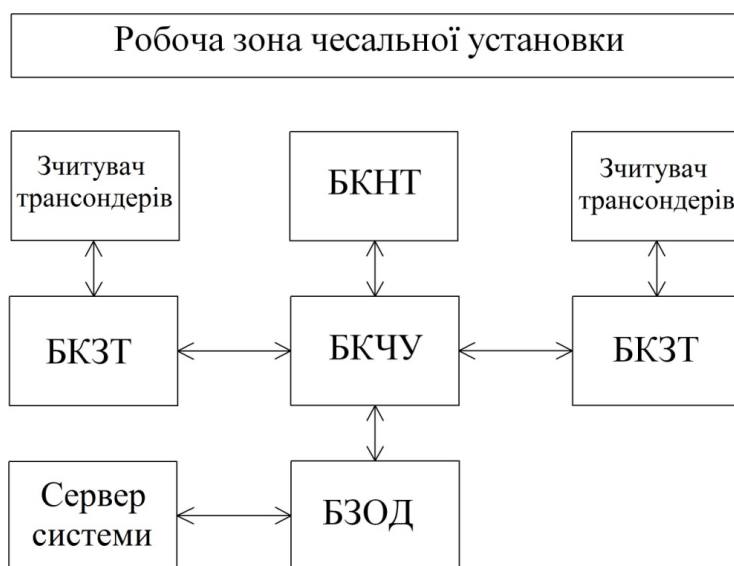 Робоча зона чесальної установки
Зчитувач
трансондерів
БКНТ
Зчитувач
трансондерів
БКЗТ
БКЧУ
БКЗТ
Сервер
системи
БЗОД